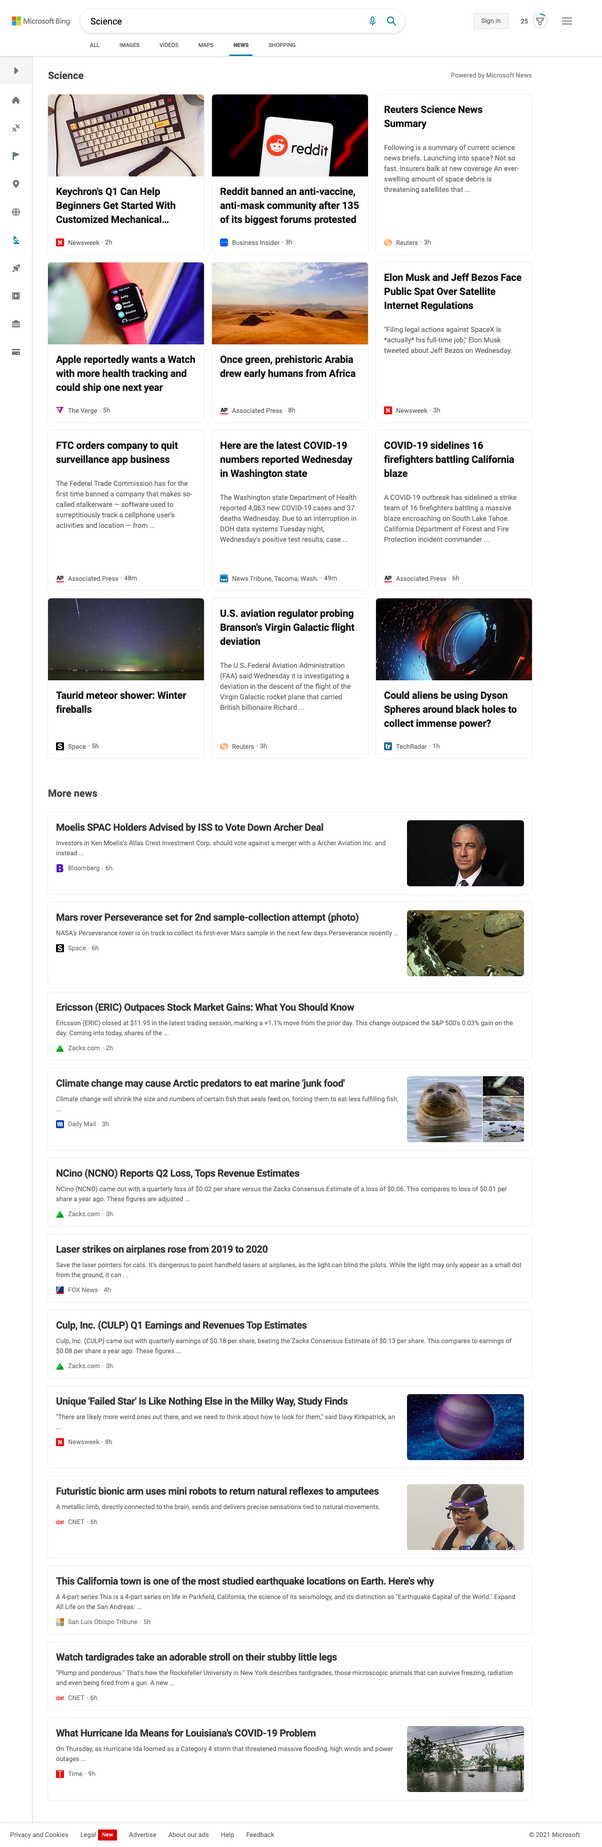 Microsoft Bing
Science
Sign in
25
ALL
IMAGES
VIDEOS
MAPS
NEWS
SHOPPING
Science
Powered by Microsoft News
Keychron's Q1 Can Help
Beginners Get Started With
Customized Mechanical...
Newsweek · 2h
reddit
Reddit banned an anti-vaccine,
anti-mask community after 135
of its biggest forums protested
Business Insider · 3h
Reuters Science News
Summary
Following is a summary of current science
news briefs. Launching into space? Not so
fast. Insurers balk at new coverage An ever-
swelling amount of space debris is
threatening satellites that ...
Reuters · 3h
Apple reportedly wants a Watch
with more health tracking and
could ship one next year
The Verge · 5h
Once green, prehistoric Arabia
drew early humans from Africa
Associated Press · 8h
Elon Musk and Jeff Bezos Face
Public Spat Over Satellite
Internet Regulations
"Filing legal actions against SpaceX is
*actually* his full-time job," Elon Musk
tweeted about Jeff Bezos on Wednesday.
Newsweek · 3h
FTC orders company to quit
surveillance app business
The Federal Trade Commission has for the
first time banned a company that makes so-
called stalkerware — software used to
surreptitiously track a cellphone user's
activities and location — from ...
Associated Press · 48m
Here are the latest COVID-19
numbers reported Wednesday
in Washington state
The Washington state Department of Health
reported 4,063 new COVID-19 cases and 37
deaths Wednesday. Due to an interruption in
DOH data systems Tuesday night,
Wednesday's positive test results, case ...
News Tribune, Tacoma, Wash. · 49m
COVID-19 sidelines 16
firefighters battling California
blaze
A COVID-19 outbreak has sidelined a strike
team of 16 firefighters battling a massive
blaze encroaching on South Lake Tahoe.
California Department of Forest and Fire
Protection incident commander ...
Associated Press · 6h
Taurid meteor shower: Winter
fireballs
Space · 5h
U.S. aviation regulator probing
Branson's Virgin Galactic flight
deviation
The U.S. Federal Aviation Administration
(FAA) said Wednesday it is investigating a
deviation in the descent of the flight of the
Virgin Galactic rocket plane that carried
British billionaire Richard ...
Reuters · 3h
Could aliens be using Dyson
Spheres around black holes to
collect immense power?
TechRadar · 1h
More news
Moelis SPAC Holders Advised by ISS to Vote Down Archer Deal
Investors in Ken Moelis's Atlas Crest Investment Corp. should vote against a merger with a Archer Aviation Inc. and
instead ...
Bloomberg · 6h
Mars rover Perseverance set for 2nd sample-collection attempt (photo)
NASA's Perseverance rover is on track to collect its first-ever Mars sample in the next few days.Perseverance recently ...
Space · 6h
Ericsson (ERIC) Outpaces Stock Market Gains: What You Should Know
Ericsson (ERIC) closed at $11.95 in the latest trading session, marking a +1.1% move from the prior day. This change outpaced the S&P 500's 0.03% gain on the
day. Coming into today, shares of the ...
Zacks.com · 2h
Climate change may cause Arctic predators to eat marine 'junk food'
Climate change will shrink the size and numbers of certain fish that seals feed on, forcing them to eat less fulfilling fish,
...
Daily Mail · 3h
NCino (NCNO) Reports Q2 Loss, Tops Revenue Estimates
NCino (NCNO) came out with a quarterly loss of $0.02 per share versus the Zacks Consensus Estimate of a loss of $0.06. This compares to loss of $0.01 per
share a year ago. These figures are adjusted ...
Zacks.com · 3h
Laser strikes on airplanes rose from 2019 to 2020
Save the laser pointers for cats. It's dangerous to point handheld lasers at airplanes, as the light can blind the pilots. While the light may only appear as a small dot
from the ground, it can ...
FOX News · 4h
Culp, Inc. (CULP) Q1 Earnings and Revenues Top Estimates
Culp, Inc. (CULP) came out with quarterly earnings of $0.18 per share, beating the Zacks Consensus Estimate of $0.13 per share. This compares to earnings of
$0.08 per share a year ago. These figures ...
Zacks.com · 3h
Unique 'Failed Star' Is Like Nothing Else in the Milky Way, Study Finds
"There are likely more weird ones out there, and we need to think about how to look for them," said Davy Kirkpatrick, an
...
Newsweek · 8h
Futuristic bionic arm uses mini robots to return natural reflexes to amputees
A metallic limb, directly connected to the brain, sends and delivers precise sensations tied to natural movements.
CNET · 6h
This California town is one of the most studied earthquake locations on Earth. Here's why
A 4-part series This is a 4-part series on life in Parkfield, California, the science of its seismology, and its distinction as "Earthquake Capital of the World." Expand
All Life on the San Andreas: ...
San Luis Obispo Tribune · 5h
Watch tardigrades take an adorable stroll on their stubby little legs
"Plump and ponderous." That's how the Rockefeller University in New York describes tardigrades, those microscopic animals that can survive freezing, radiation
and even being fired from a gun. A new ...
CNET · 6h
What Hurricane Ida Means for Louisiana's COVID-19 Problem
On Thursday, as Hurricane Ida loomed as a Category 4 storm that threatened massive flooding, high winds and power
outages ...
Time · 9h
Privacy and Cookies
Legal
New
Advertise
About our ads
Help
Feedback
© 2021 Microsoft